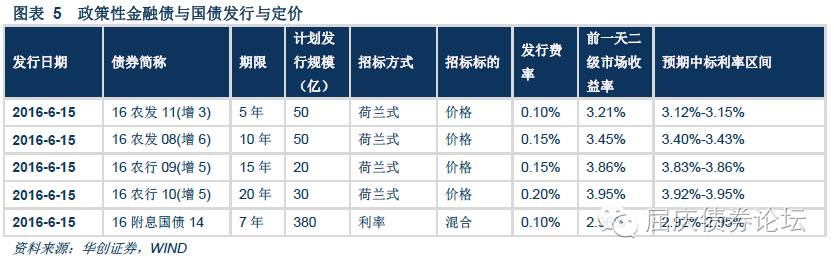 图表 5 政策性金融债与国债发行与定价
发行日期 债券简称 期限 计划发行规模（亿） 招标方式 招标标的 发行费率 前一天二级市场收益率 预期中标利率区间
2016-6-15 16 农发 11(增 3) 5 年 50 荷兰式 价格 0.10% 3.21% 3.12%-3.15%
2016-6-15 16 农发 08(增 6) 10 年 50 荷兰式 价格 0.15% 3.45% 3.40%-3.43%
2016-6-15 16 农行 09(增 5) 15 年 20 荷兰式 价格 0.15% 3.86% 3.83%-3.86%
2016-6-15 16 农行 10(增 5) 20 年 30 荷兰式 价格 0.20% 3.95% 3.92%-3.95%
2016-6-15 16 附息国债 14 7 年 380 利率 混合 0.10% 2.92%-2.95%
屈庆债券论坛
资料来源：华创证券，WIND